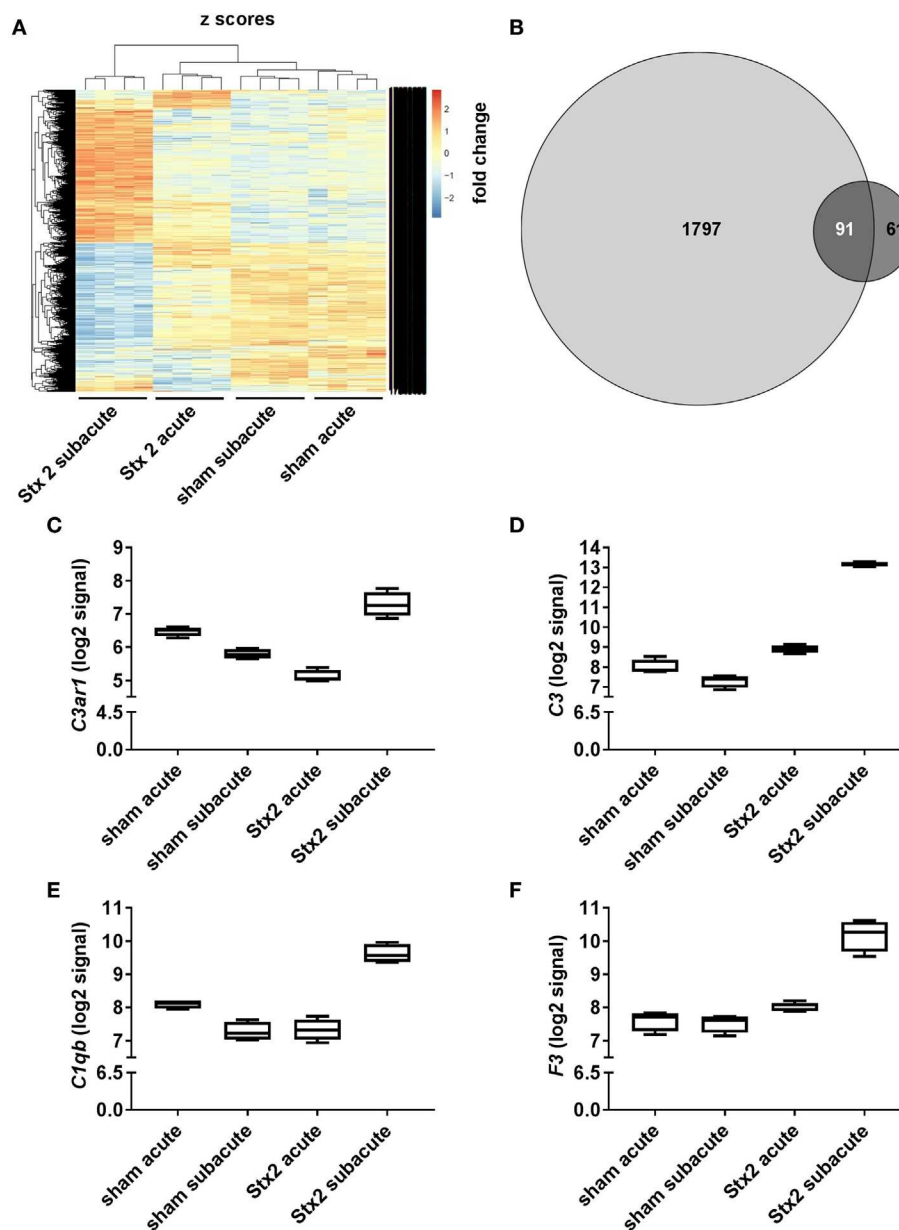 A
z scores
2
1
0
-1
-2
fold change
Stx 2 subacute
Stx 2 acute
sham subacute
sham acute
B
1797
91
61
C
9
8
7
6
5
4.5
0.0
C3ar1 (log2 signal)
sham acute
sham subacute
Stx2 acute
Stx2 subacute
D
14
13
12
11
10
9
8
7
6.5
0.0
C3 (log2 signal)
sham acute
sham subacute
Stx2 acute
Stx2 subacute
E
11
10
9
8
7
6.5
0.0
C1qb (log2 signal)
sham acute
sham subacute
Stx2 acute
Stx2 subacute
F
11
10
9
8
7
6.5
0.0
F3 (log2 signal)
sham acute
sham subacute
Stx2 acute
Stx2 subacute